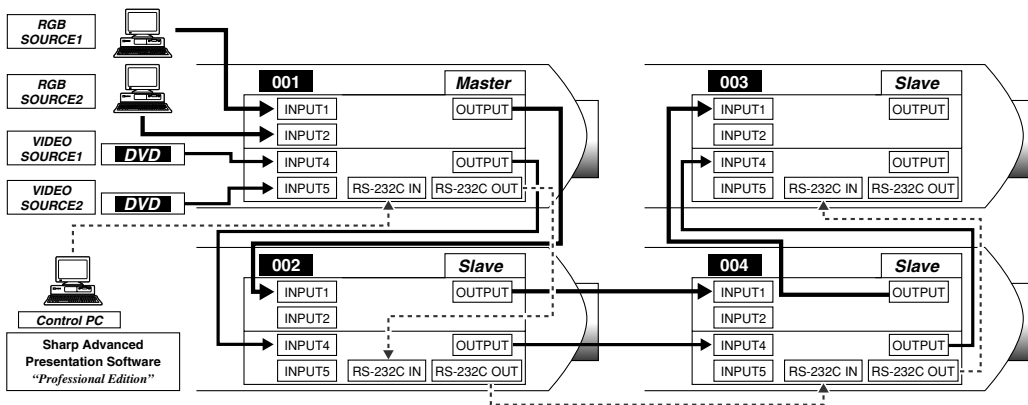 RGB
SOURCE1
RGB
SOURCE2
VIDEO
SOURCE1
DVD
VIDEO
SOURCE2
DVD
Control PC
Sharp Advanced
Presentation Software
“Professional Edition”
001
Master
INPUT1
OUTPUT
INPUT2
INPUT4
OUTPUT
INPUT5
RS-232C IN
RS-232C OUT
003
Slave
INPUT1
OUTPUT
INPUT2
INPUT4
OUTPUT
INPUT5
RS-232C IN
RS-232C OUT
002
Slave
INPUT1
OUTPUT
INPUT2
INPUT4
OUTPUT
INPUT5
RS-232C IN
RS-232C OUT
004
Slave
INPUT1
OUTPUT
INPUT2
INPUT4
OUTPUT
INPUT5
RS-232C IN
RS-232C OUT